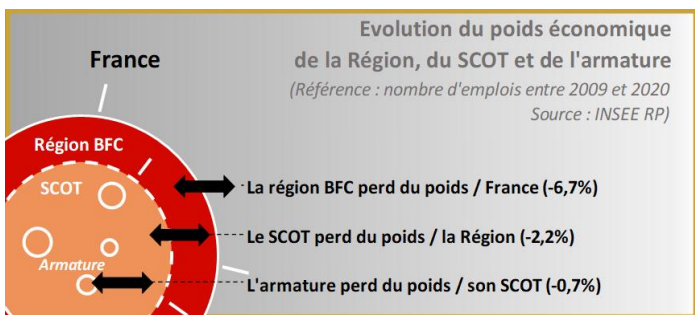 Evolution du poids économique
de la Région, du SCOT et de l'armature
(Référence : nombre d'emplois entre 2009 et 2020
Source : INSEE RP)
France
Région BFC
SCOT
Armature
La région BFC perd du poids / France (-6,7%)
Le SCOT perd du poids / la Région (-2,2%)
L'armature perd du poids / son SCOT (-0,7%)